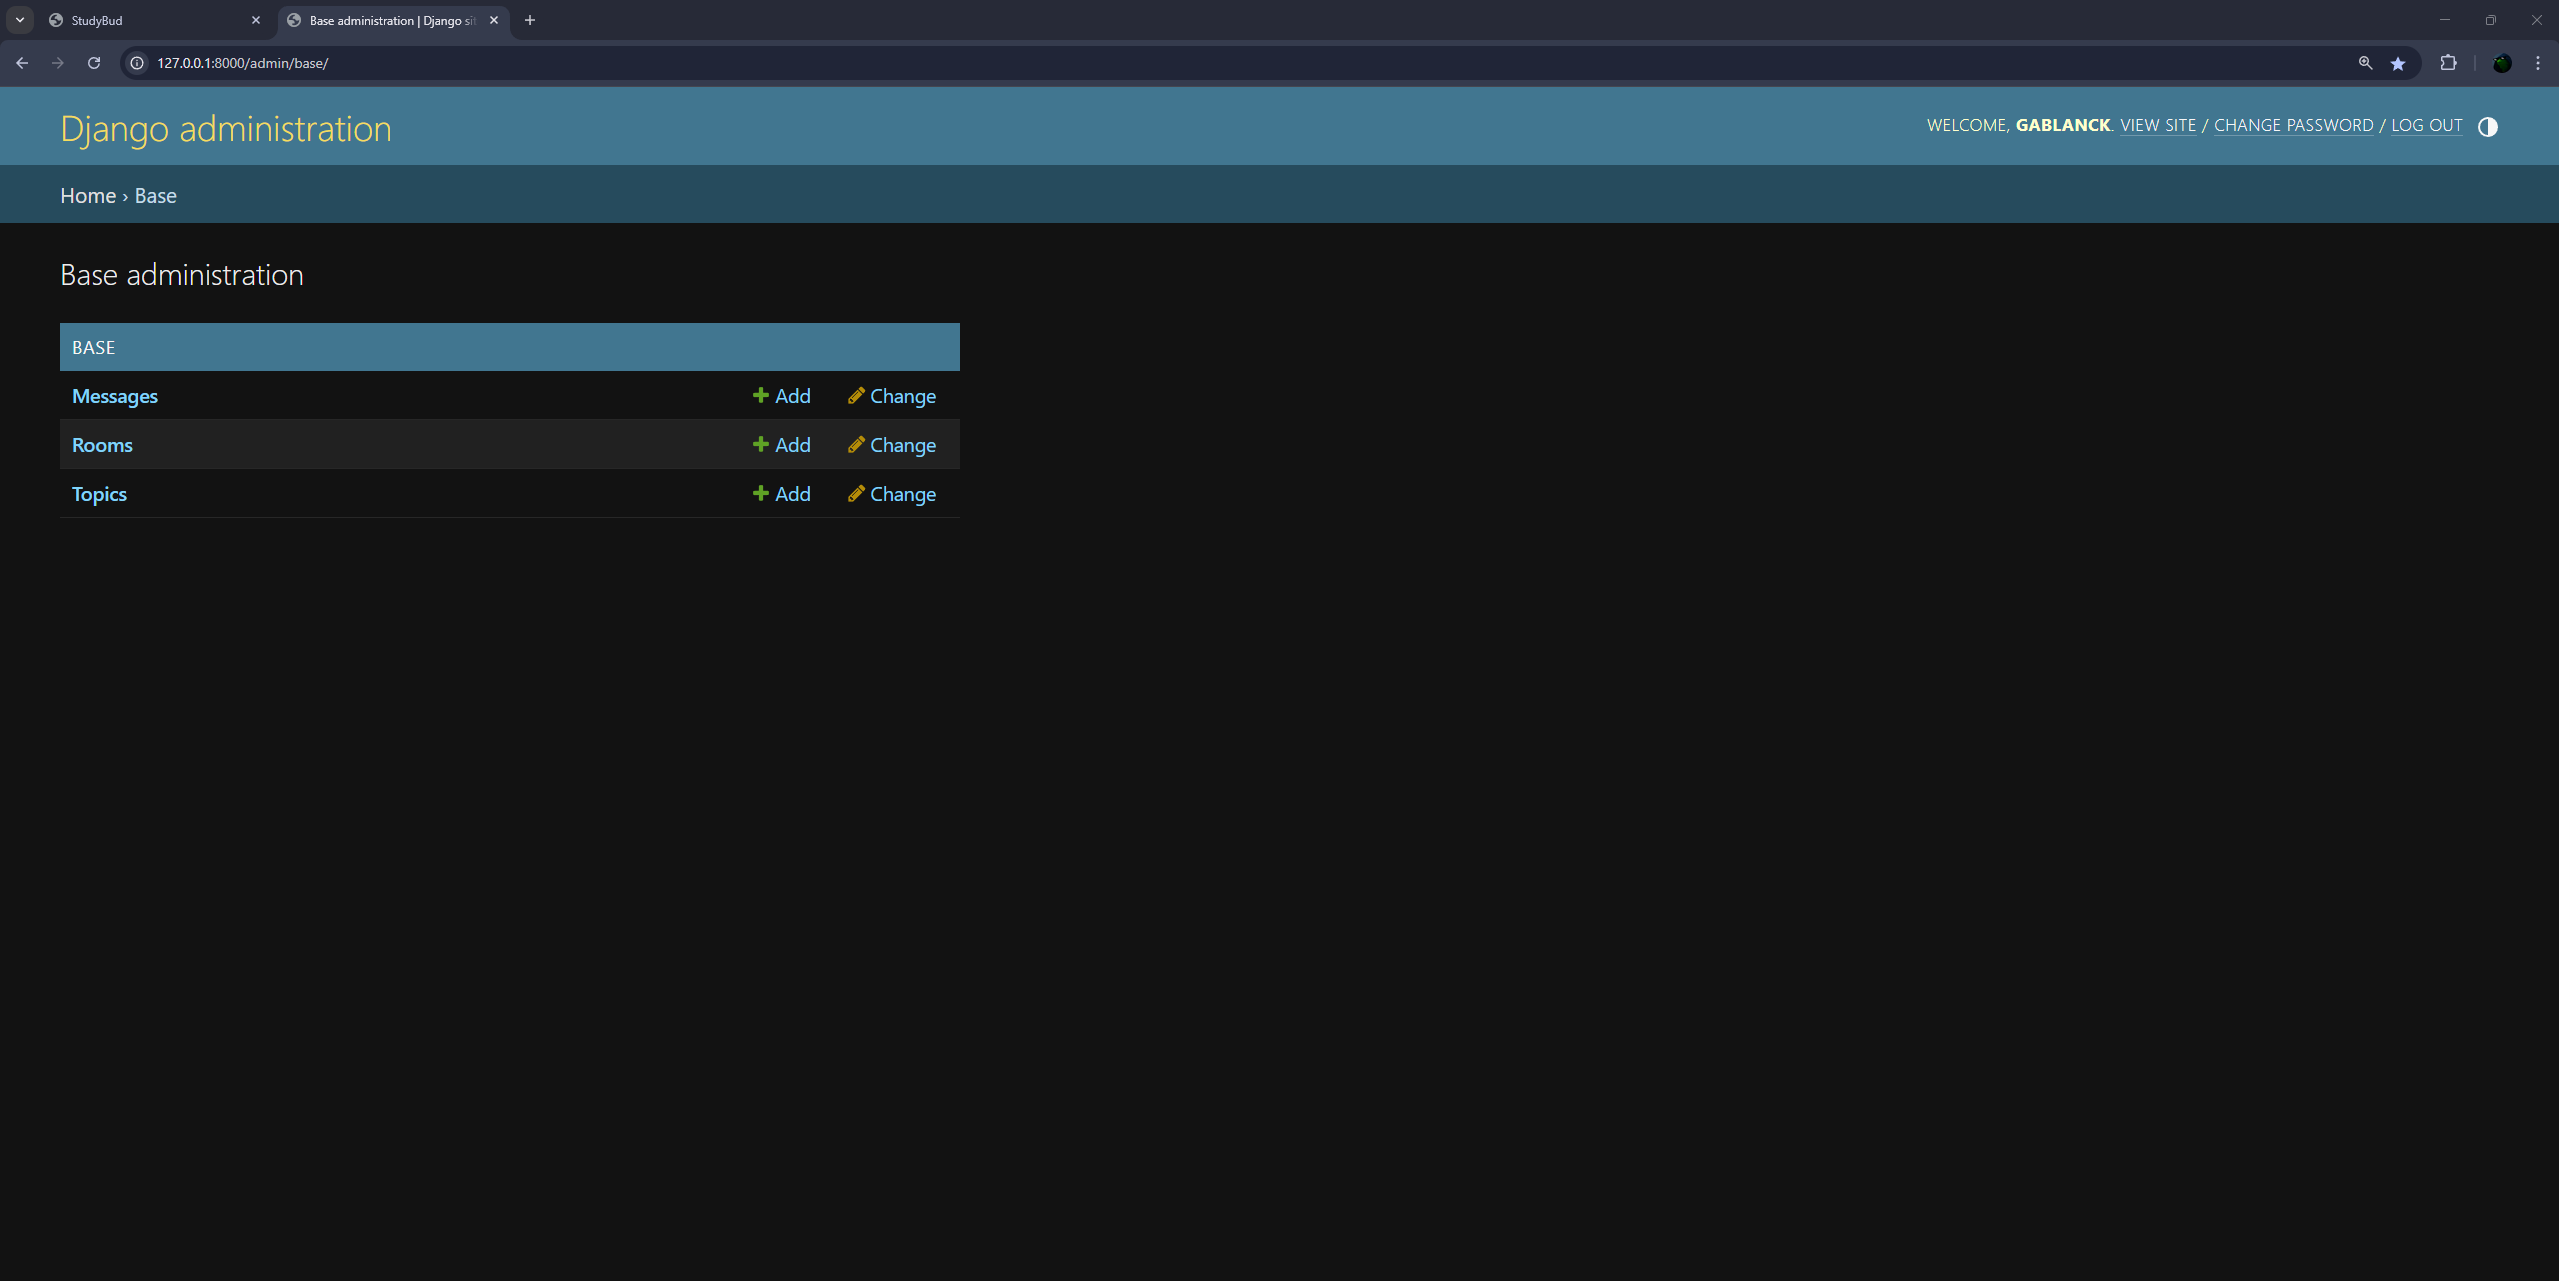 StudyBud
Base administration | Django sit
127.0.0.1:8000/admin/base/
Django administration
WELCOME, GABLANCK. VIEW SITE / CHANGE PASSWORD / LOG OUT
Home › Base
Base administration
BASE
Messages Add Change
Rooms Add Change
Topics Add Change